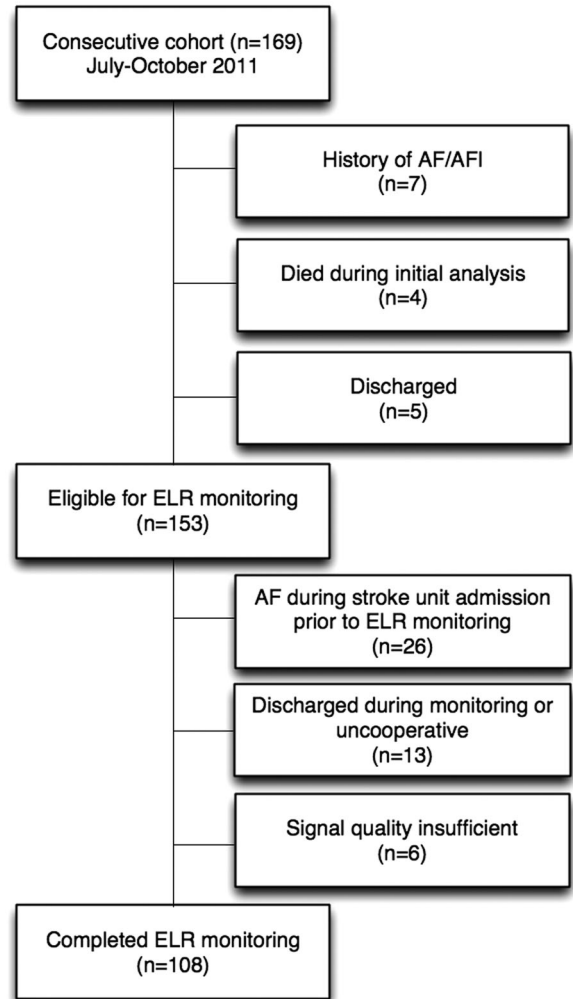 Consecutive cohort (n=169)
July-October 2011
History of AF/AFl
(n=7)
Died during initial analysis
(n=4)
Discharged
(n=5)
Eligible for ELR monitoring
(n=153)
AF during stroke unit admission
prior to ELR monitoring
(n=26)
Discharged during monitoring or
uncooperative
(n=13)
Signal quality insufficient
(n=6)
Completed ELR monitoring
(n=108)